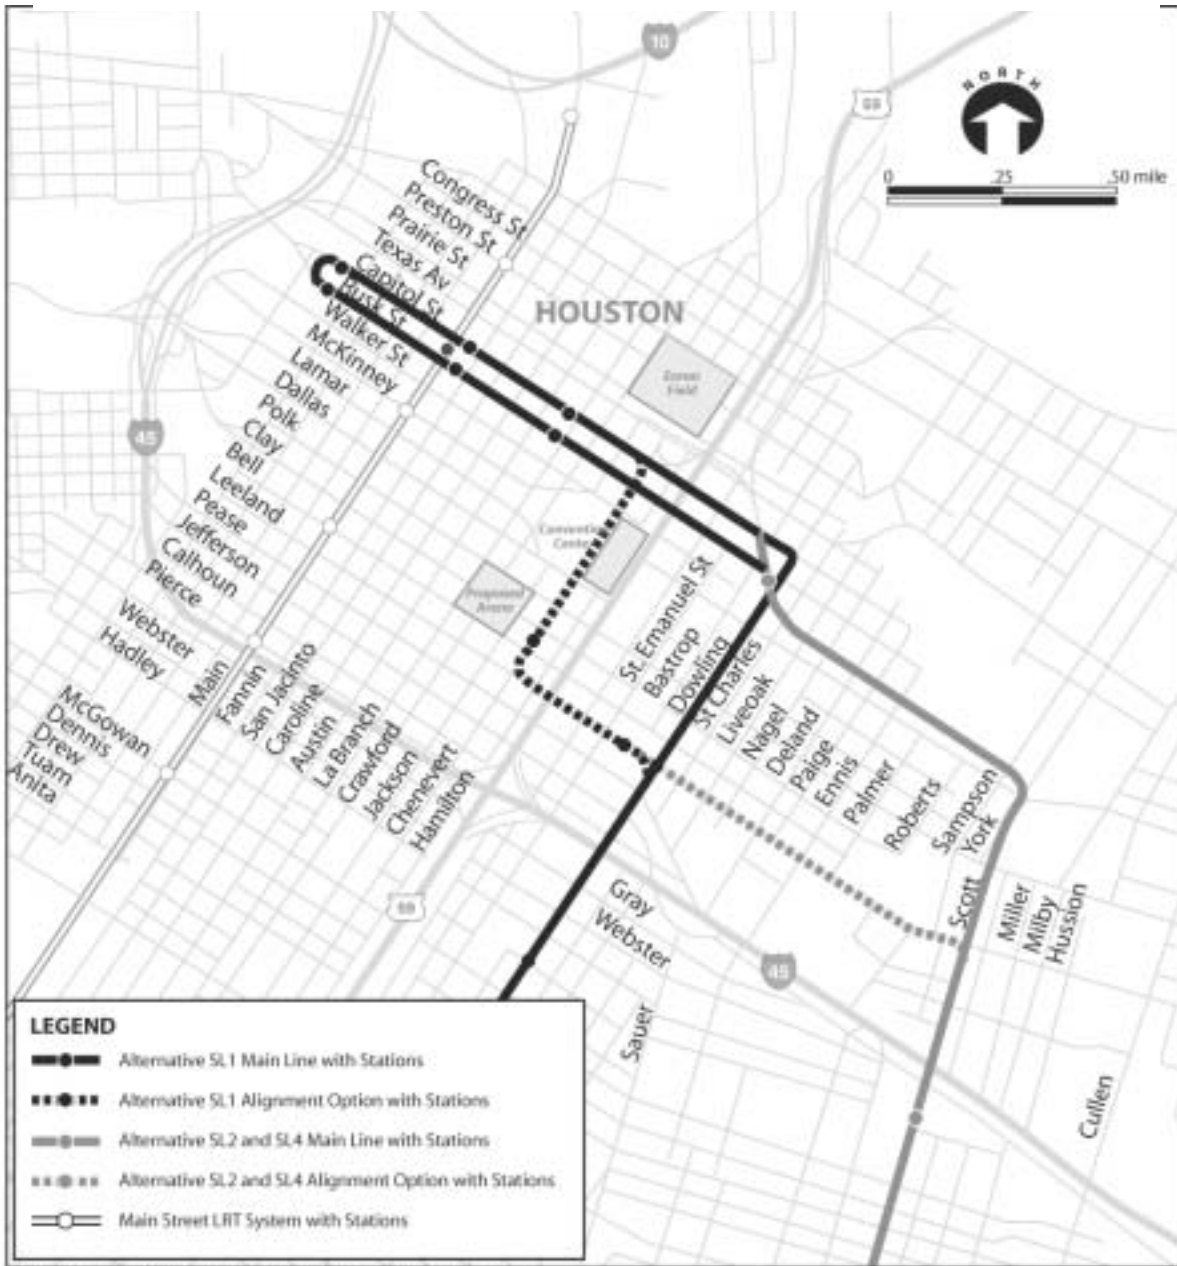 10
59
NORTH
0 .25 .50 mile
Congress St
Preston St
Prairie St
Texas Av
Capitol St
Rusk St
Walker St
McKinney
Lamar
Dallas
Polk
Clay
Bell
Leeland
Pease
Jefferson
Calhoun
Pierce
Webster
Hadley
McGowan
Dennis
Drew
Tuam
Anita
HOUSTON
Enron
Field
45
Convention
Center
Proposed
Arena
Main
Fannin
San Jacinto
Caroline
Austin
La Branch
Crawford
Jackson
Chenevert
Hamilton
St. Emanuel St
Bastrop
Dowling
St Charles
Liveoak
Nagel
Deland
Paige
Ennis
Palmer
Roberts
Sampson
York
Scott
Miller
Milby
Hussion
59
Gray
Webster
45
Sauer
Cullen
LEGEND
Alternative SL1 Main Line with Stations
Alternative SL1 Alignment Option with Stations
Alternative SL2 and SL4 Main Line with Stations
Alternative SL2 and SL4 Alignment Option with Stations
Main Street LRT System with Stations